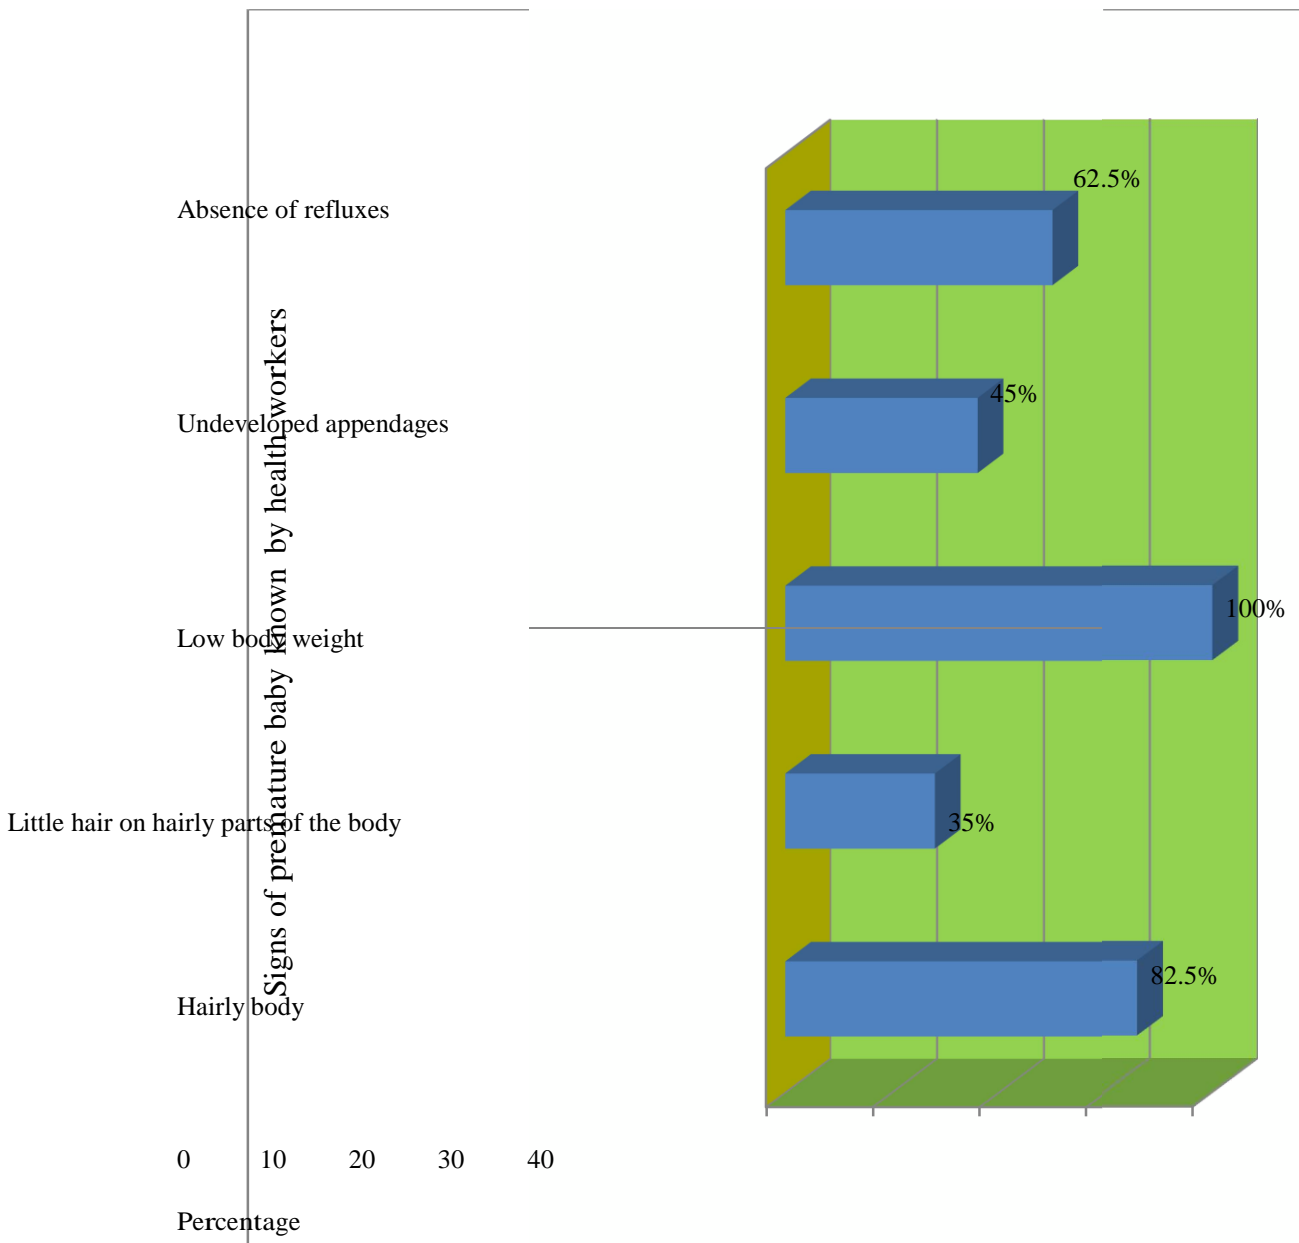 62.5%
Absence of refluxes
45%
Undeveloped appendages
Signs of premature baby known by health workers
100%
Low body weight
Little hair on hairly parts of the body
35%
82.5%
Hairly body
0 10 20 30 40
Percentage